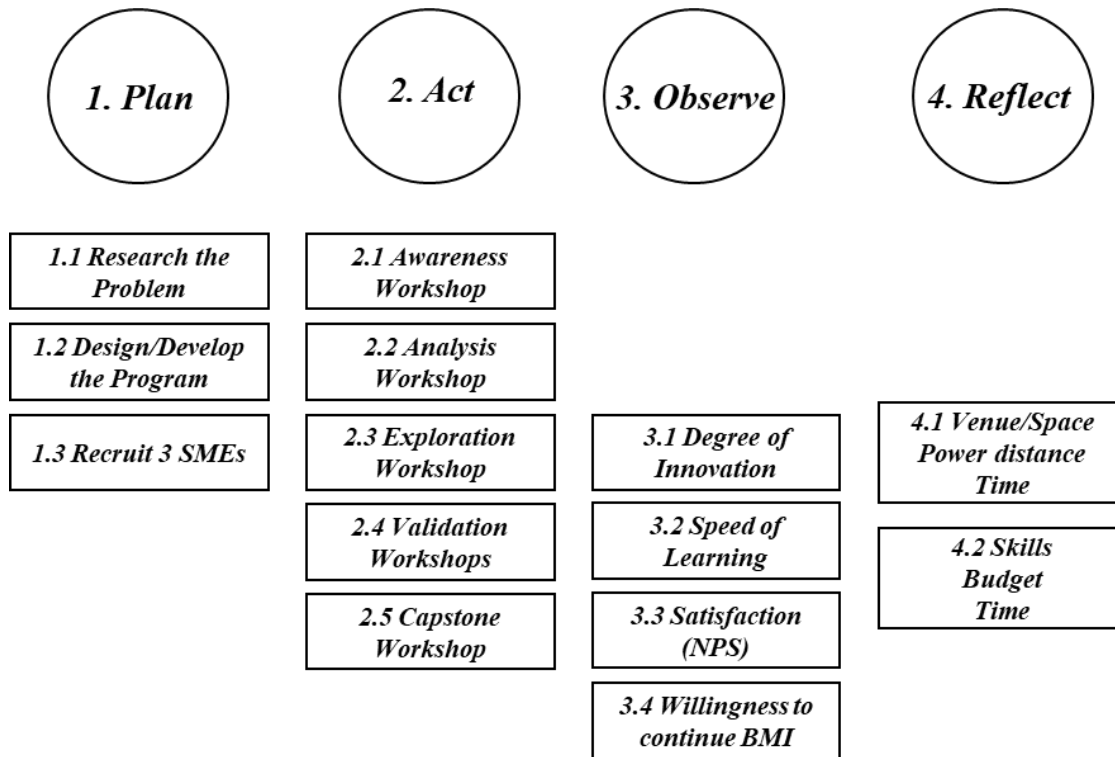 1. Plan
2. Act
3. Observe
4. Reflect
1.1 Research the
Problem
1.2 Design/Develop
the Program
1.3 Recruit 3 SMEs
2.1 Awareness
Workshop
2.2 Analysis
Workshop
2.3 Exploration
Workshop
2.4 Validation
Workshops
2.5 Capstone
Workshop
3.1 Degree of
Innovation
3.2 Speed of
Learning
3.3 Satisfaction
(NPS)
3.4 Willingness to
continue BMI
4.1 Venue/Space
Power distance
Time
4.2 Skills
Budget
Time